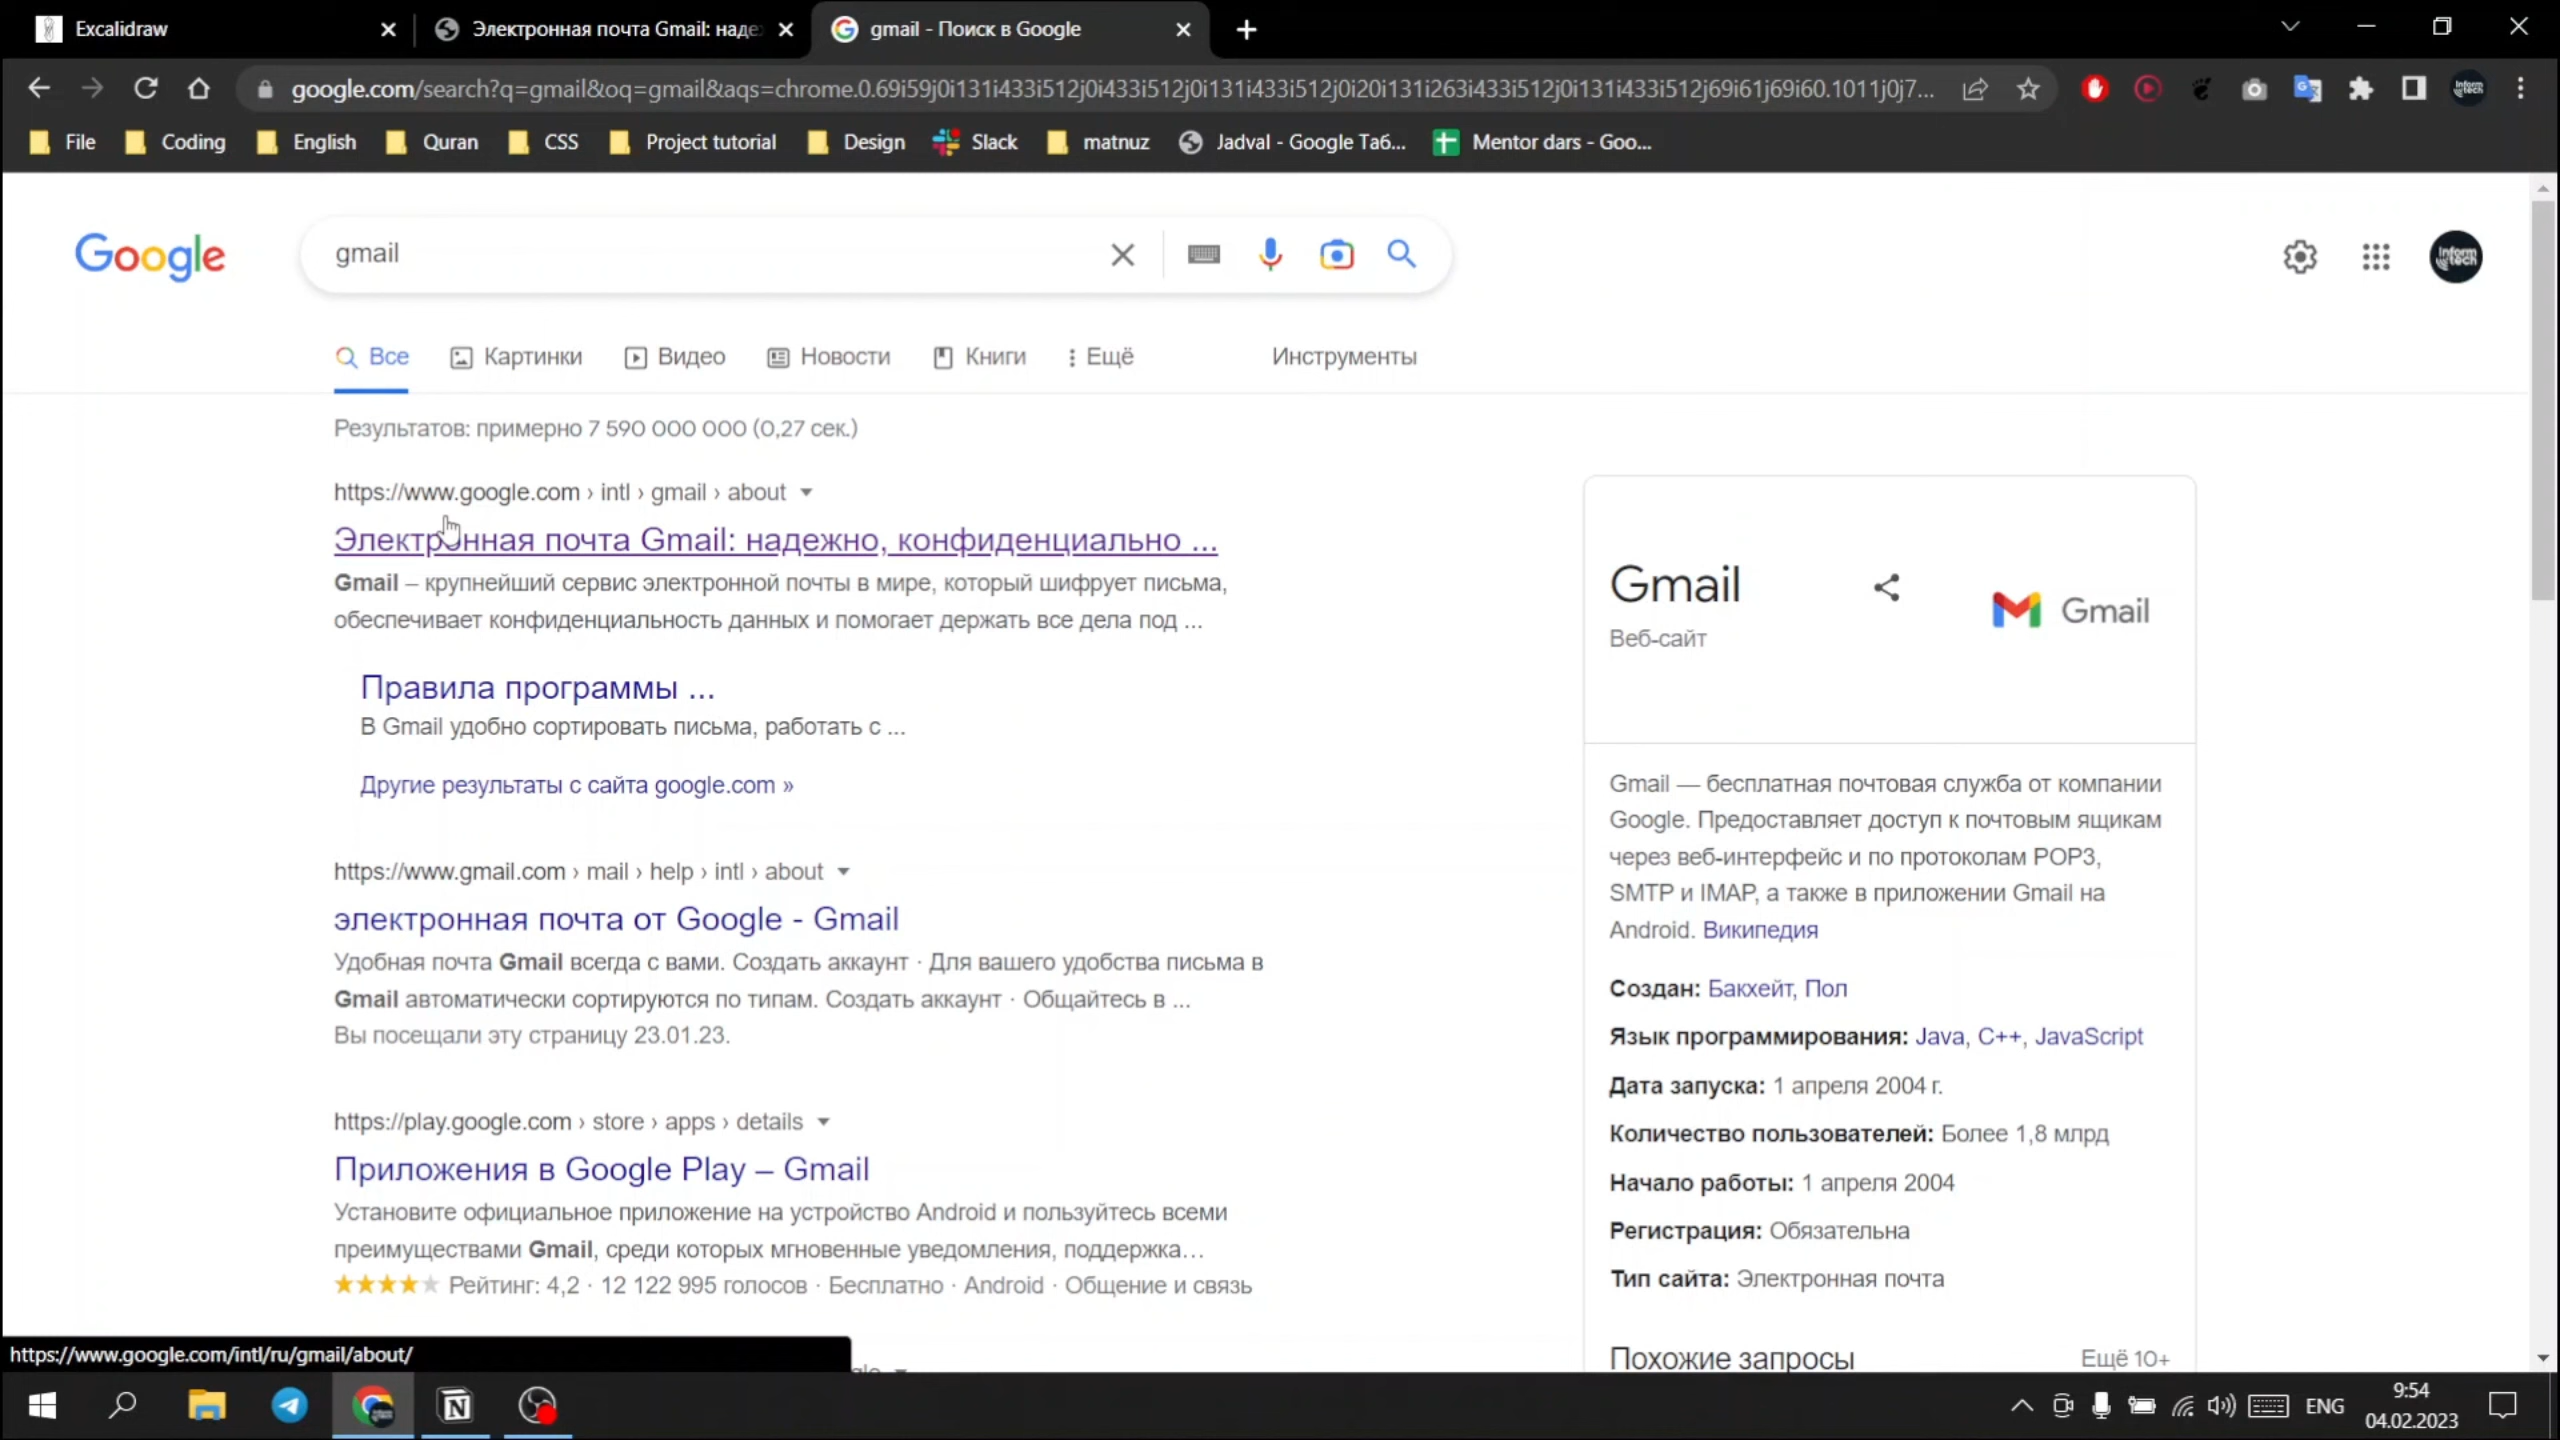 Excalidraw
Электронная почта Gmail: наде
gmail - Поиск в Google
google.com/search?q=gmail&oq=gmail&aqs=chrome.0.69i59j0i131i433i512j0i433i512j0i131i433i512j0i20i131i263i433i512j0i131i433i512j69i61j69i60.1011j0j7...
File
Coding
English
Quran
CSS
Project tutorial
Design
Slack
matnuz
Jadval - Google Таб...
Mentor dars - Goo...
Google
gmail
Inform tech
Все
Картинки
Видео
Новости
Книги
Ещё
Инструменты
Результатов: примерно 7 590 000 000 (0,27 сек.)
https://www.google.com › intl › gmail › about
Электронная почта Gmail: надежно, конфиденциально ...
Gmail – крупнейший сервис электронной почты в мире, который шифрует письма,
обеспечивает конфиденциальность данных и помогает держать все дела под ...
Правила программы ...
В Gmail удобно сортировать письма, работать с ...
Другие результаты с сайта google.com »
https://www.gmail.com › mail › help › intl › about
электронная почта от Google - Gmail
Удобная почта Gmail всегда с вами. Создать аккаунт · Для вашего удобства письма в
Gmail автоматически сортируются по типам. Создать аккаунт · Общайтесь в ...
Вы посещали эту страницу 23.01.23.
https://play.google.com › store › apps › details
Приложения в Google Play – Gmail
Установите официальное приложение на устройство Android и пользуйтесь всеми
преимуществами Gmail, среди которых мгновенные уведомления, поддержка...
Рейтинг: 4,2 · 12 122 995 голосов · Бесплатно · Android · Общение и связь
Gmail
Gmail
Веб-сайт
Gmail — бесплатная почтовая служба от компании
Google. Предоставляет доступ к почтовым ящикам
через веб-интерфейс и по протоколам POP3,
SMTP и IMAP, а также в приложении Gmail на
Android. Википедия
Создан: Бакхейт, Пол
Язык программирования: Java, C++, JavaScript
Дата запуска: 1 апреля 2004 г.
Количество пользователей: Более 1,8 млрд
Начало работы: 1 апреля 2004
Регистрация: Обязательна
Тип сайта: Электронная почта
Похожие запросы
Ещё 10+
https://www.google.com/intl/ru/gmail/about/
ENG
9:54
04.02.2023